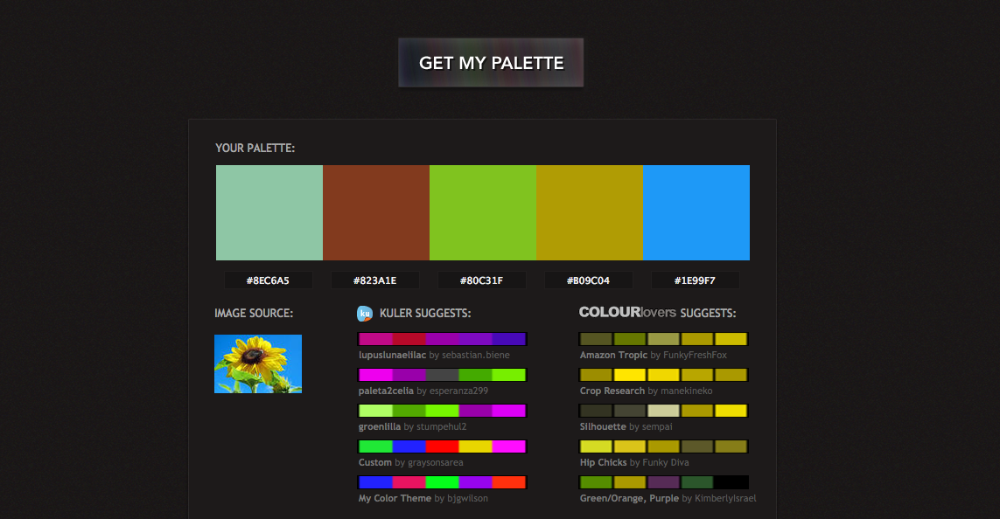 GET MY PALETTE
YOUR PALETTE:
#8EC6A5 #823A1E #80C31F #B09C04 #1E99F7
IMAGE SOURCE:
ku KULER SUGGESTS:
lupuslunaelilac by sebastian.biene
paleta2celia by esperanza299
groenlilla by stumpehul2
Custom by graysonsarea
My Color Theme by bjgwilson
COLOURlovers SUGGESTS:
Amazon Tropic by FunkyFreshFox
Crop Research by manekineko
Silhouette by sempai
Hip Chicks by Funky Diva
Green/Orange, Purple by KimberlyIsrael